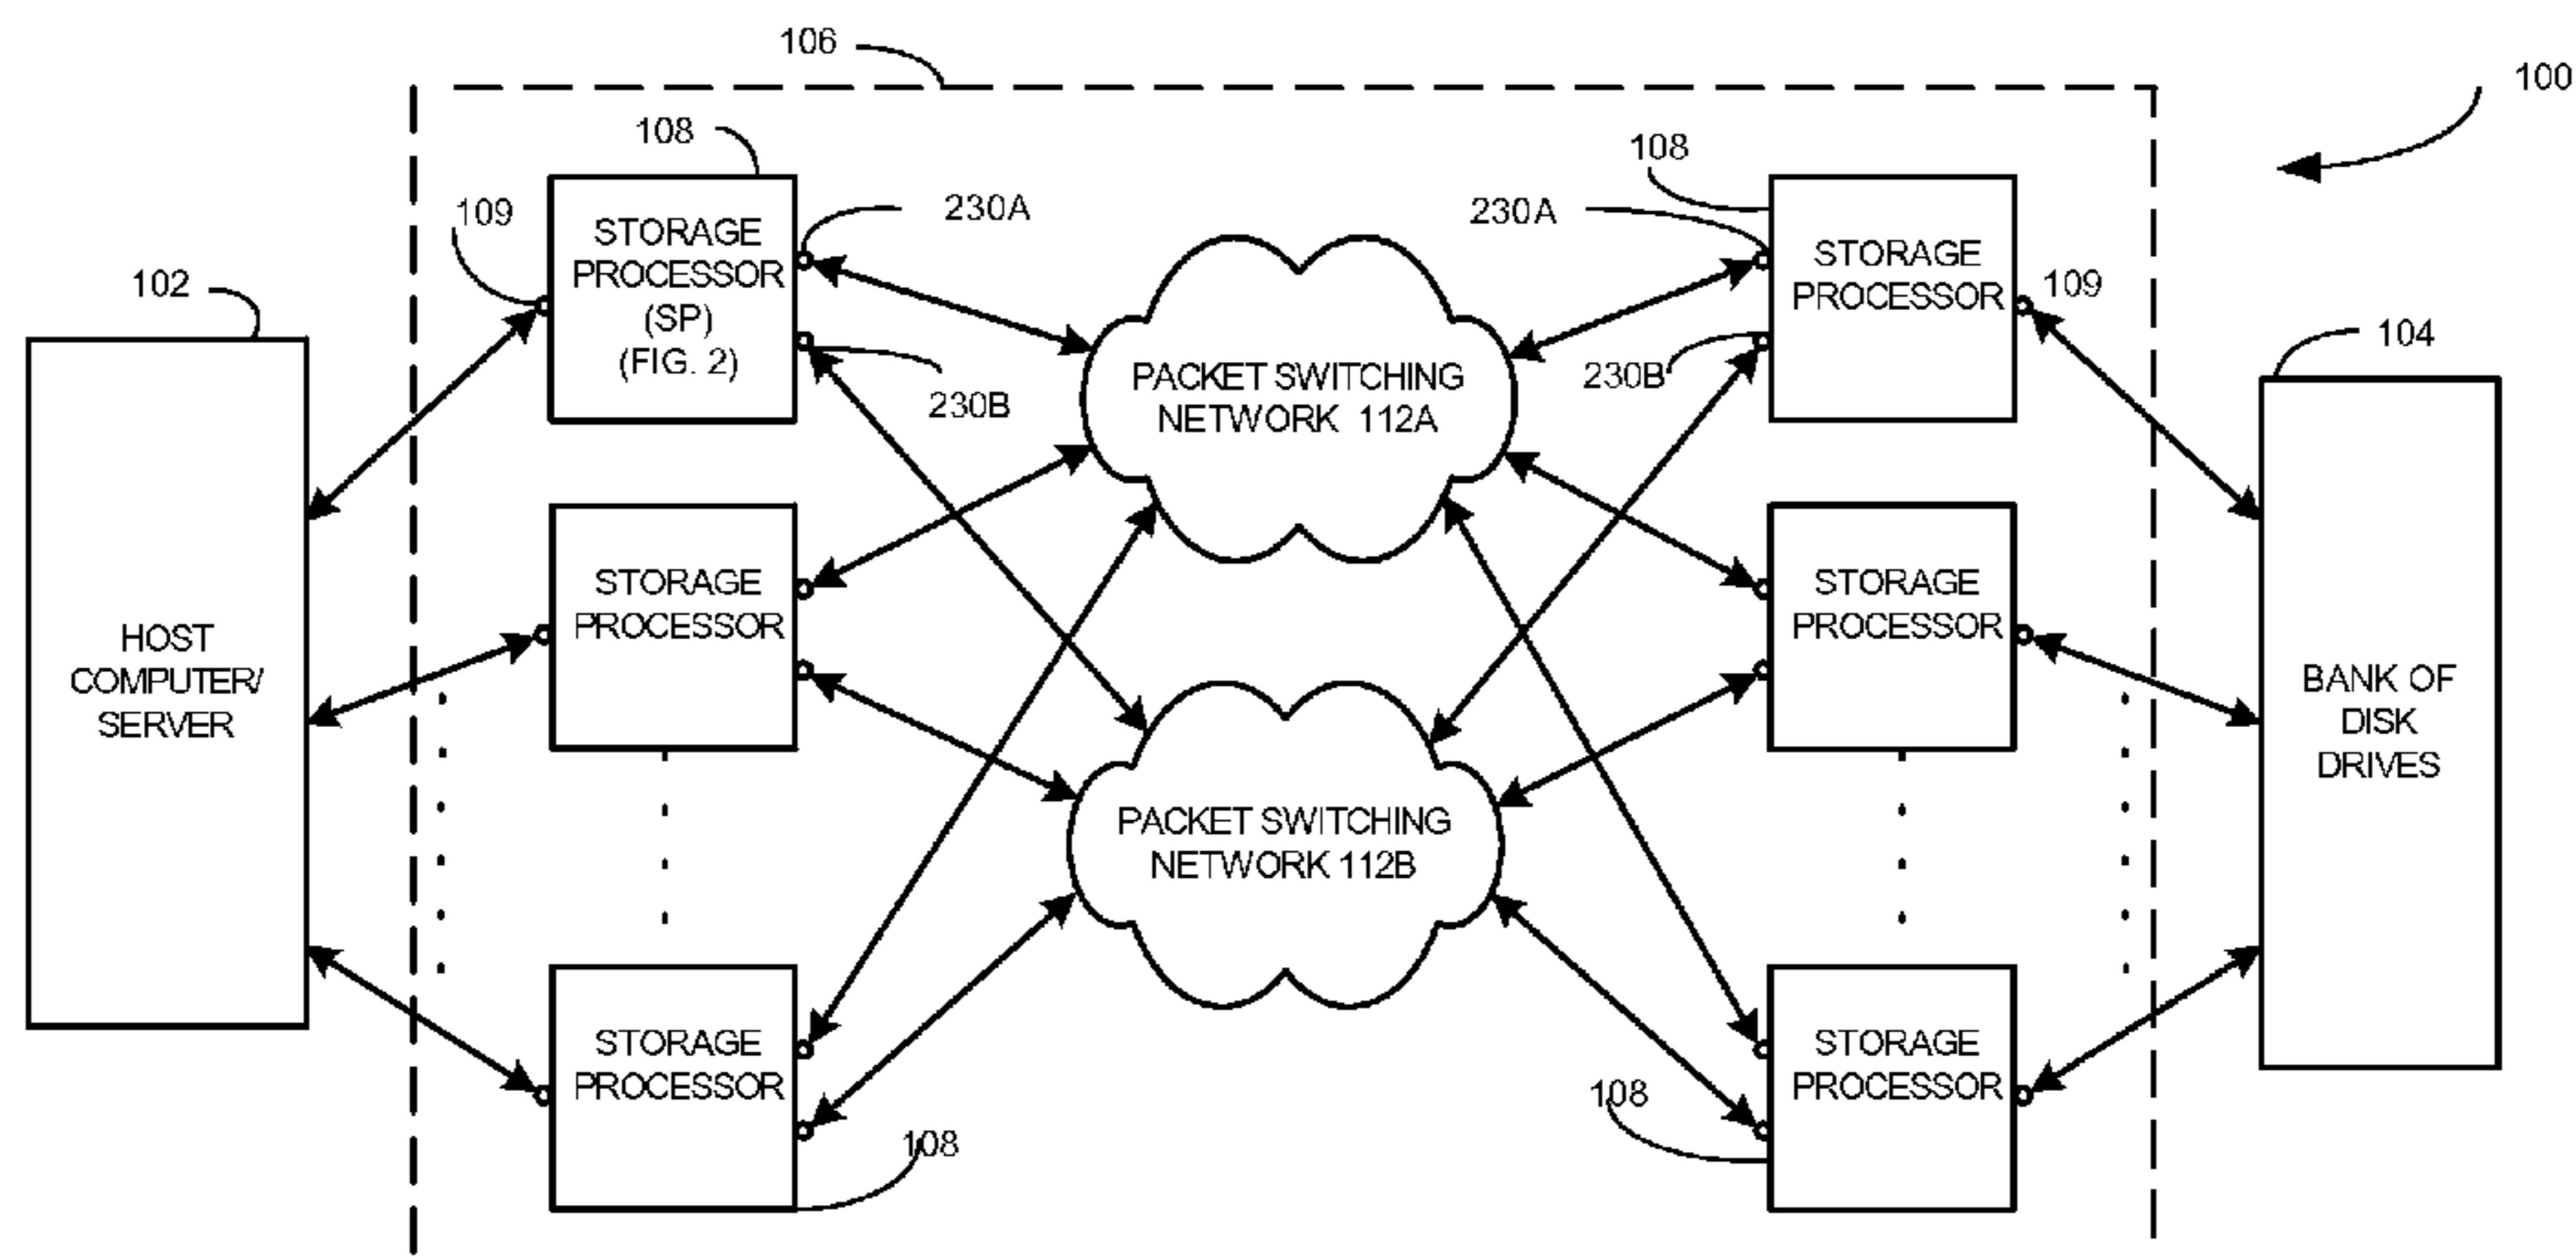 106
100
108
108
109
230A
230A
STORAGE
PROCESSOR
(SP)
(FIG. 2)
STORAGE
PROCESSOR
102
109
104
230B
230B
PACKET SWITCHING
NETWORK 112A
HOST
COMPUTER/
SERVER
STORAGE
PROCESSOR
STORAGE
PROCESSOR
BANK OF
DISK
DRIVES
PACKET SWITCHING
NETWORK 112B
STORAGE
PROCESSOR
STORAGE
PROCESSOR
108
108